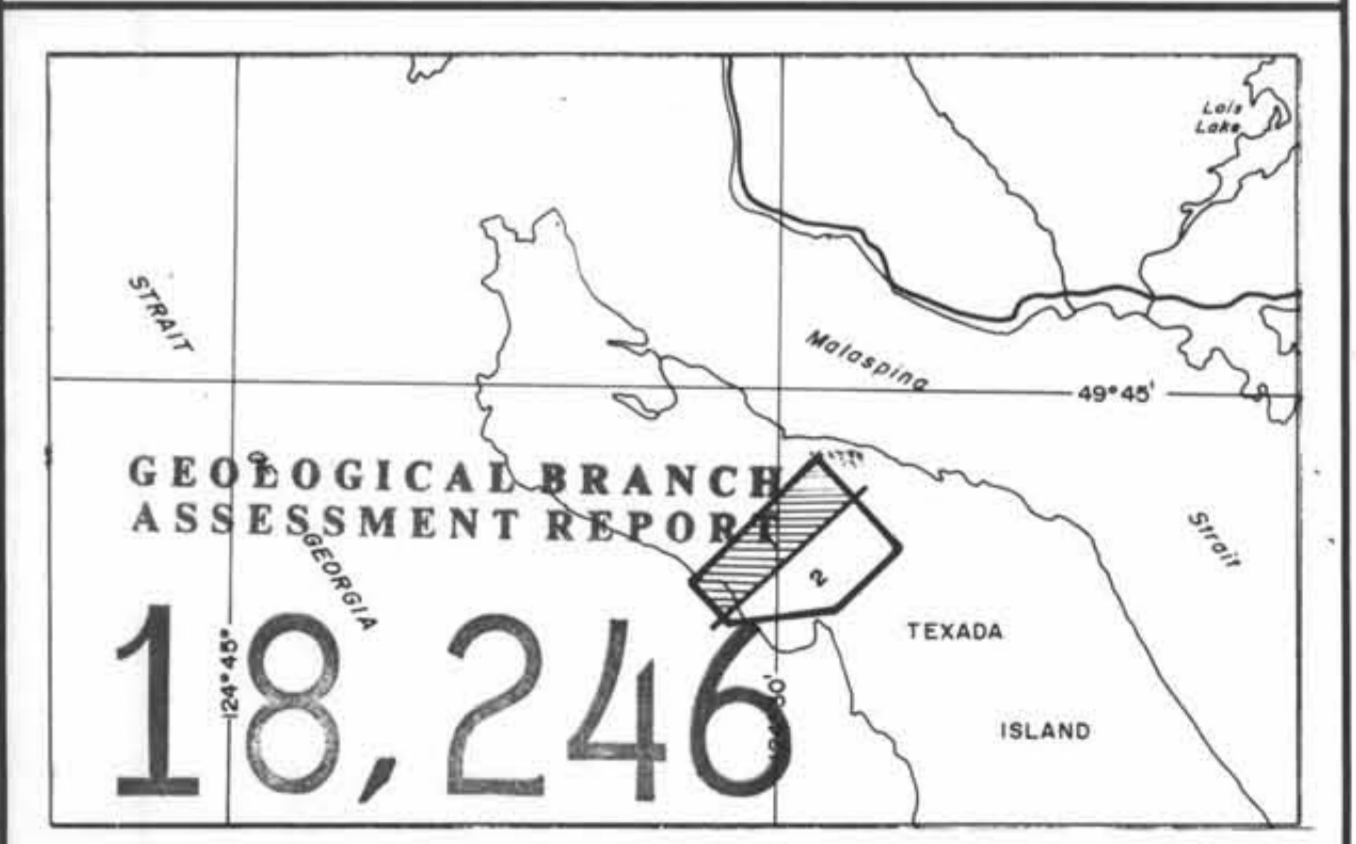 Lois
Lake
STRAIT
Malaspina
49°45'
OF
GEOLOGICAL BRANCH
ASSESSMENT REPORT
GEORGIA
Strait
2
TEXADA
18,246
124°45'
ISLAND